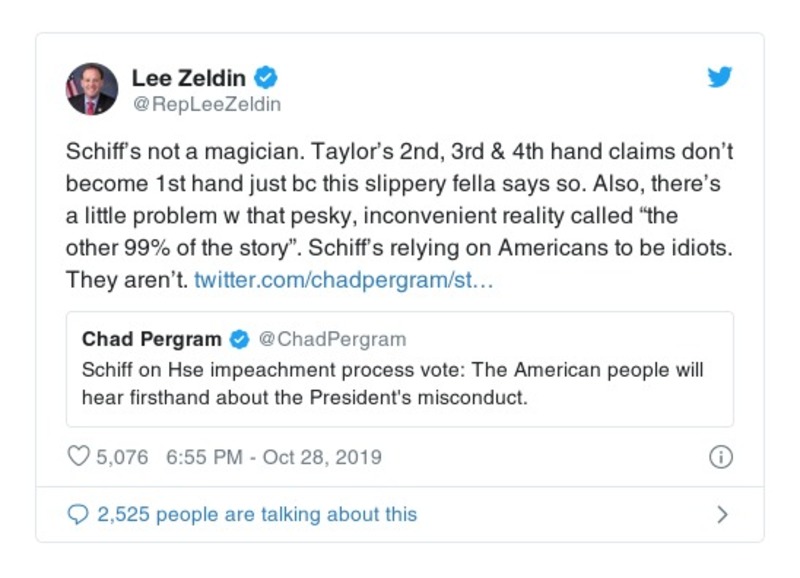 Lee Zeldin
@RepLeeZeldin
Schiff's not a magician. Taylor's 2nd, 3rd & 4th hand claims don't
become 1st hand just bc this slippery fella says so. Also, there's
a little problem w that pesky, inconvenient reality called “the
other 99% of the story”. Schiff's relying on Americans to be idiots.
They aren't. twitter.com/chadpergram/st…
Chad Pergram @ChadPergram
Schiff on Hse impeachment process vote: The American people will
hear firsthand about the President's misconduct.
5,076 6:55 PM - Oct 28, 2019
2,525 people are talking about this